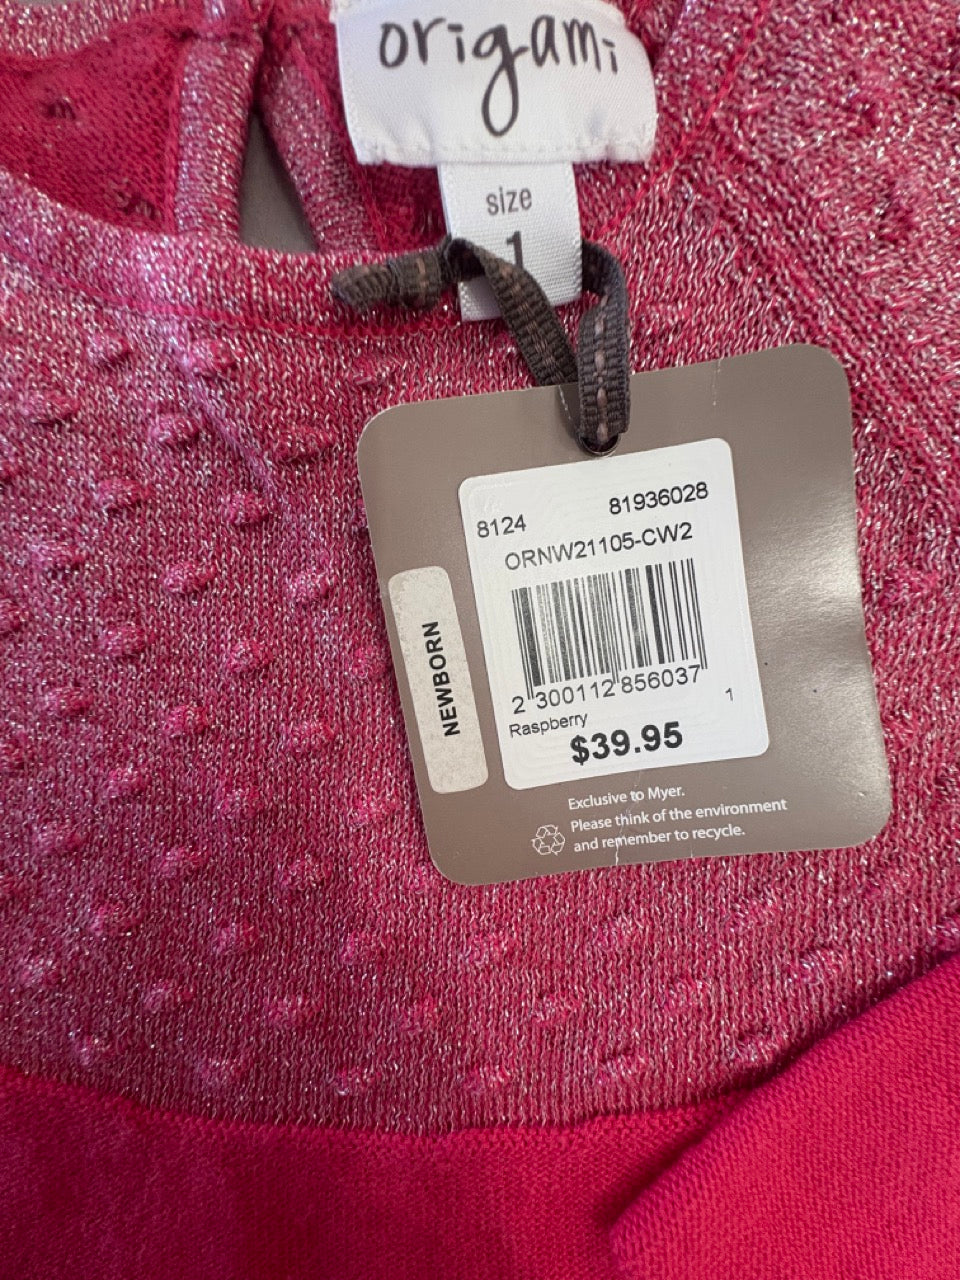 origami
size
1
8124
81936028
ORNW21105-CW2
2 300112 856037
1
Raspberry
$39.95
NEWBORN
Exclusive to Myer.
Please think of the environment
and remember to recycle.